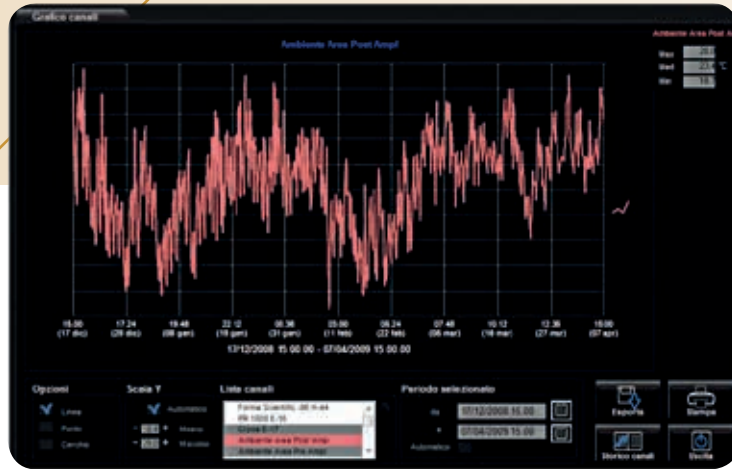 Grafico canali
Ambiente Area Post Ampl
Ambiente Area Post A
Max
Med
Min
15.00 17.24 19.48 22.12 00.36 03.00 05.24 07.48 10.12 12.36 15.00
(17 dic) (28 dic) (08 gen) (19 gen) (31 gen) (11 feb) (22 feb) (05 mar) (16 mar) (27 mar) (07 apr)
17/12/2008 15.00.00 - 07/04/2009 15.00.00
Opzioni Scala Y Lista canali Periodo selezionato
Linea
Punto
Automatico
Minimo
Massimo
Ambiente Area Post Ampl
Ambiente Area Pre Ampl
da 17/12/2008 15.00
a 07/04/2009 15.00
Automatico
Esporta Stampa
Storico canali Uscita